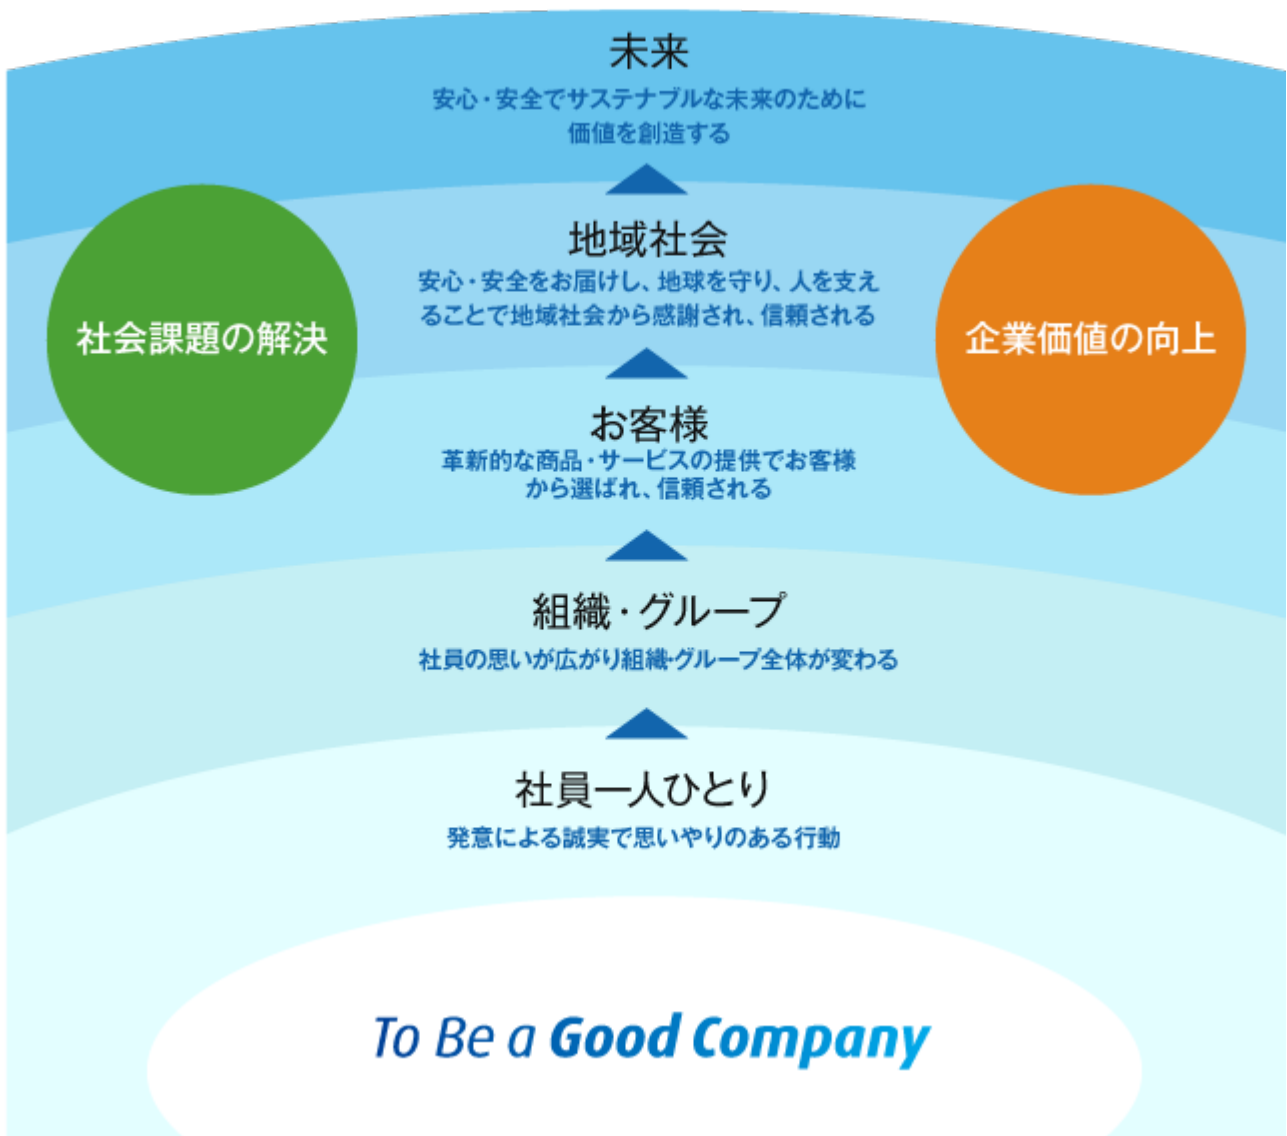 未来
安心・安全でサステナブルな未来のために
価値を創造する
地域社会
安心・安全をお届けし、地球を守り、人を支え
ることで地域社会から感謝され、信頼される
社会課題の解決
企業価値の向上
お客様
革新的な商品・サービスの提供でお客様
から選ばれ、信頼される
組織・グループ
社員の思いが広がり組織・グループ全体が変わる
社員一人ひとり
発意による誠実で思いやりのある行動
To Be a Good Company